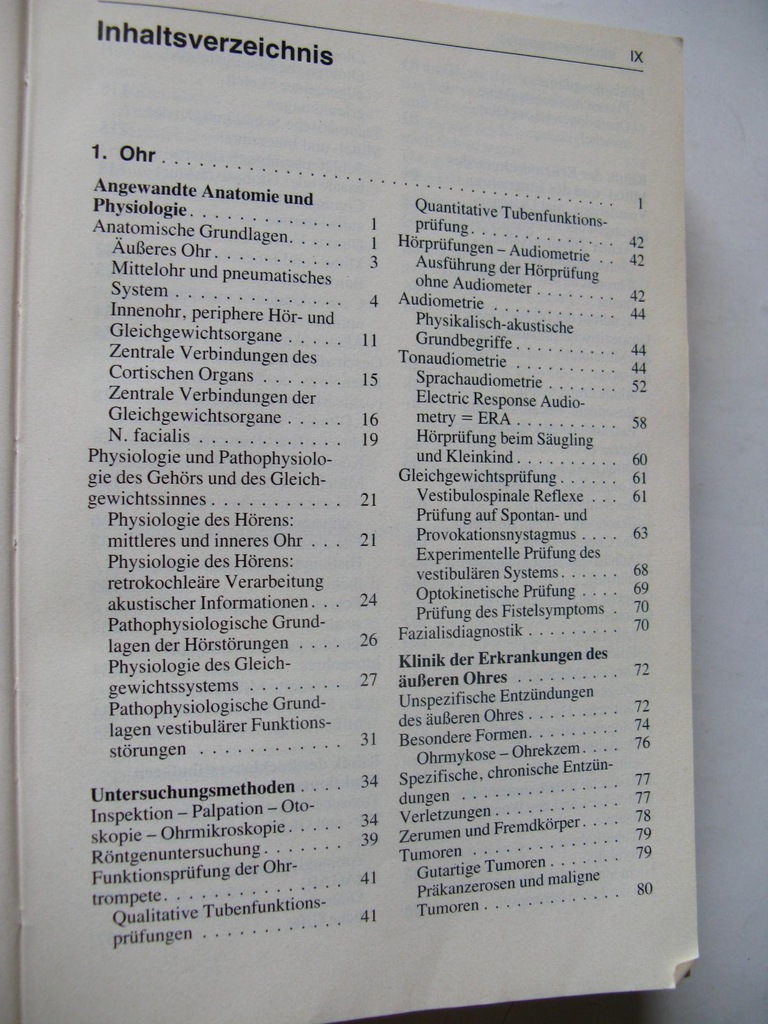 Inhaltsverzeichnis
IX
1. Ohr . . . . . . . . . . . . . . . . . . . . . . . . . . . . . . . . . . 1
Angewandte Anatomie und
Physiologie . . . . . . . . . . . . 1
Anatomische Grundlagen . . . . . 1
Äußeres Ohr . . . . . . . . . . 3
Mittelohr und pneumatisches
System . . . . . . . . . . . . . 4
Innenohr, periphere Hör- und
Gleichgewichtsorgane . . . . . 11
Zentrale Verbindungen des
Cortischen Organs . . . . . . . 15
Zentrale Verbindungen der
Gleichgewichtsorgane . . . . . 16
N. facialis . . . . . . . . . . . 19
Physiologie und Pathophysiolo-
gie des Gehörs und des Gleich-
gewichtssinnes . . . . . . . . . . 21
Physiologie des Hörens:
mittleres und inneres Ohr . . . 21
Physiologie des Hörens:
retrokochleäre Verarbeitung
akustischer Informationen . . . 24
Pathophysiologische Grund-
lagen der Hörstörungen . . . . 26
Physiologie des Gleich-
gewichtssystems . . . . . . . . 27
Pathophysiologische Grund-
lagen vestibulärer Funktions-
störungen . . . . . . . . . . . 31
Untersuchungsmethoden . . . . 34
Inspektion – Palpation – Oto-
skopie – Ohrmikroskopie . . . . . 34
Röntgenuntersuchung . . . . . . . 39
Funktionsprüfung der Ohr-
trompete . . . . . . . . . . . . . . 41
Qualitative Tubenfunktions-
prüfungen . . . . . . . . . . . 41
Quantitative Tubenfunktions-
prüfung . . . . . . . . . . . . 42
Hörprüfungen – Audiometrie . . 42
Ausführung der Hörprüfung
ohne Audiometer . . . . . . . . 42
Audiometrie . . . . . . . . . . . 44
Physikalisch-akustische
Grundbegriffe . . . . . . . . . 44
Tonaudiometrie . . . . . . . . . . 44
Sprachaudiometrie . . . . . . . 52
Electric Response Audio-
metry = ERA . . . . . . . . . 58
Hörprüfung beim Säugling
und Kleinkind . . . . . . . . . 60
Gleichgewichtsprüfung . . . . . . 61
Vestibulospinale Reflexe . . . 61
Prüfung auf Spontan- und
Provokationsnystagmus . . . . 63
Experimentelle Prüfung des
vestibulären Systems . . . . . . 68
Optokinetische Prüfung . . . . 69
Prüfung des Fistelsymptoms . 70
Fazialisdiagnostik . . . . . . . . . 70
Klinik der Erkrankungen des
äußeren Ohres . . . . . . . . . 72
Unspezifische Entzündungen
des äußeren Ohres . . . . . . . . . 72
Besondere Formen . . . . . . . . . 74
Ohrmykose – Ohrekzem . . . . 76
Spezifische, chronische Entzün-
dungen . . . . . . . . . . . . . . 77
Verletzungen . . . . . . . . . . . . 77
Zerumen und Fremdkörper . . . . 78
Tumoren . . . . . . . . . . . . . . 79
Gutartige Tumoren . . . . . . . 79
Präkanzerosen und maligne
Tumoren . . . . . . . . . . . . 80